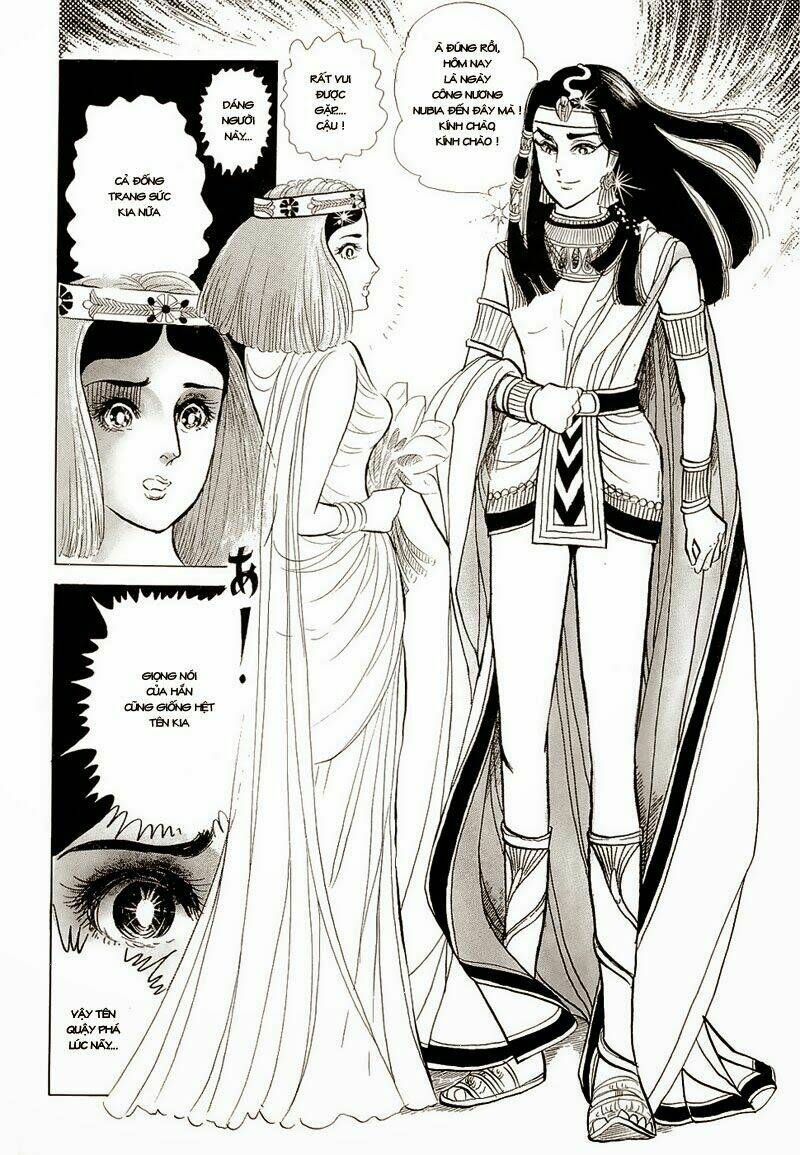 À ĐÚNG RỒI,
HÔM NAY
LÀ NGÀY
CÔNG NƯƠNG
NUBIA ĐẾN ĐÂY MÀ !
KÍNH CHÀO,
KÍNH CHÀO !
RẤT VUI
ĐƯỢC
GẶP....
CẬU !
DÁNG
NGƯỜI
NÀY...
CẢ ĐỐNG
TRANG SỨC
KIA NỮA
あ!
GIỌNG NÓI
CỦA HẮN
CŨNG GIỐNG HỆT
TÊN KIA
VẬY TÊN
QUẬY PHÁ
LÚC NÃY...